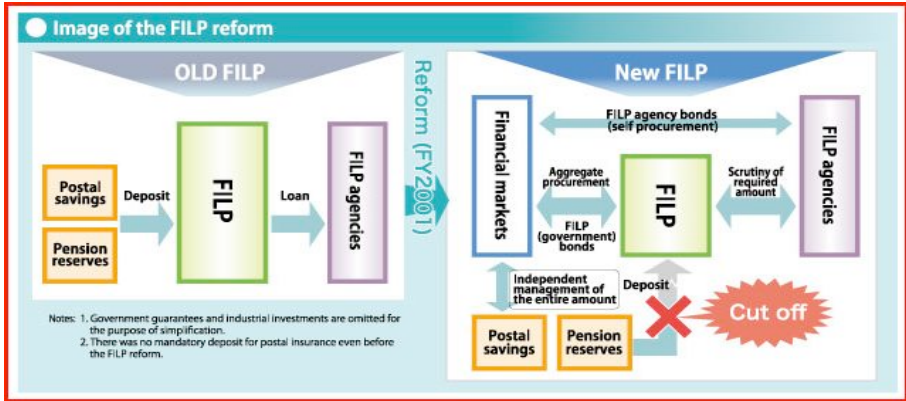 Image of the FILP reform
OLD FILP
Postal
savings
Pension
reserves
Deposit
FILP
Loan
FILP agencies
Notes: 1. Government guarantees and industrial investments are omitted for
the purpose of simplification.
2. There was no mandatory deposit for postal insurance even before
the FILP reform.
Reform (FY2001)
New FILP
Financial markets
FILP agency bonds
(self procurement)
FILP agencies
Aggregate
procurement
FILP
(government)
bonds
FILP
Scrutiny of
required
amount
Independent
management of
the entire amount
Deposit
Cut off
Postal
savings
Pension
reserves